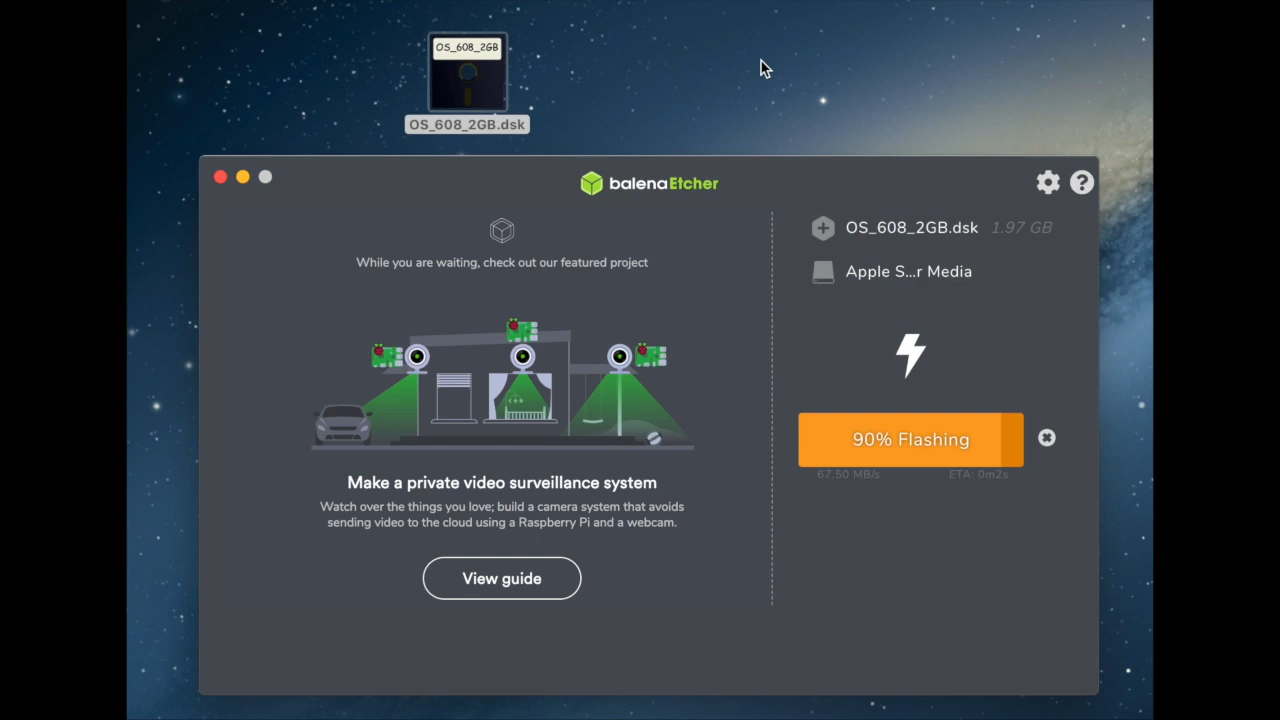 OS_608_2GB
OS_608_2GB.dsk
balenaEtcher
While you are waiting, check out our featured project
Make a private video surveillance system
Watch over the things you love; build a camera system that avoids
sending video to the cloud using a Raspberry Pi and a webcam.
View guide
OS_608_2GB.dsk 1.97 GB
Apple S...r Media
90% Flashing
67.50 MB/s ETA: 0m2s